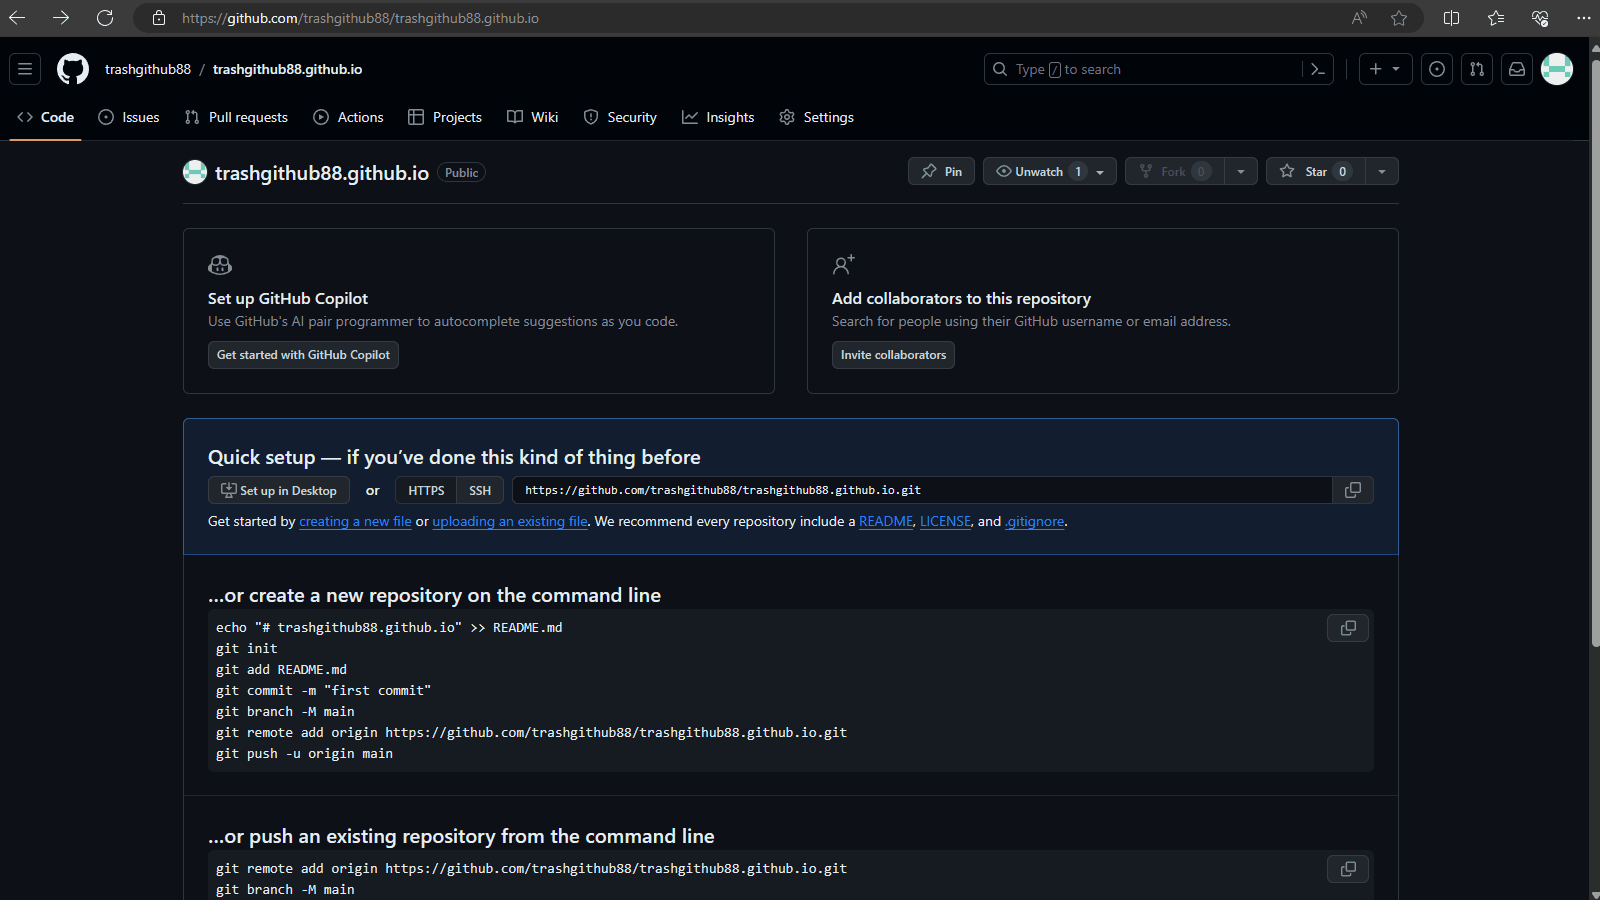 https://github.com/trashgithub88/trashgithub88.github.io
trashgithub88 / trashgithub88.github.io
Type / to search
Code Issues Pull requests Actions Projects Wiki Security Insights Settings
trashgithub88.github.io Public
Pin Unwatch 1 Fork 0 Star 0
Set up GitHub Copilot
Use GitHub's AI pair programmer to autocomplete suggestions as you code.
Get started with GitHub Copilot
Add collaborators to this repository
Search for people using their GitHub username or email address.
Invite collaborators
Quick setup — if you’ve done this kind of thing before
Set up in Desktop or HTTPS SSH https://github.com/trashgithub88/trashgithub88.github.io.git
Get started by creating a new file or uploading an existing file. We recommend every repository include a README, LICENSE, and .gitignore.
…or create a new repository on the command line
echo "# trashgithub88.github.io" >> README.md
git init
git add README.md
git commit -m "first commit"
git branch -M main
git remote add origin https://github.com/trashgithub88/trashgithub88.github.io.git
git push -u origin main
…or push an existing repository from the command line
git remote add origin https://github.com/trashgithub88/trashgithub88.github.io.git
git branch -M main